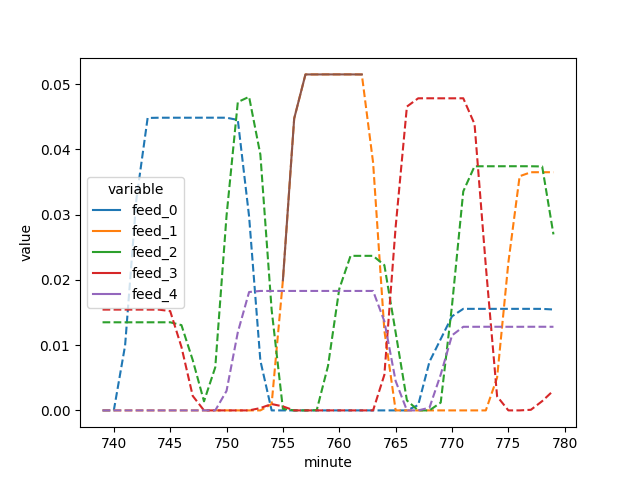 0.05
0.04
0.03
0.02
0.01
0.00
value
variable
feed_0
feed_1
feed_2
feed_3
feed_4
740 745 750 755 760 765 770 775 780
minute